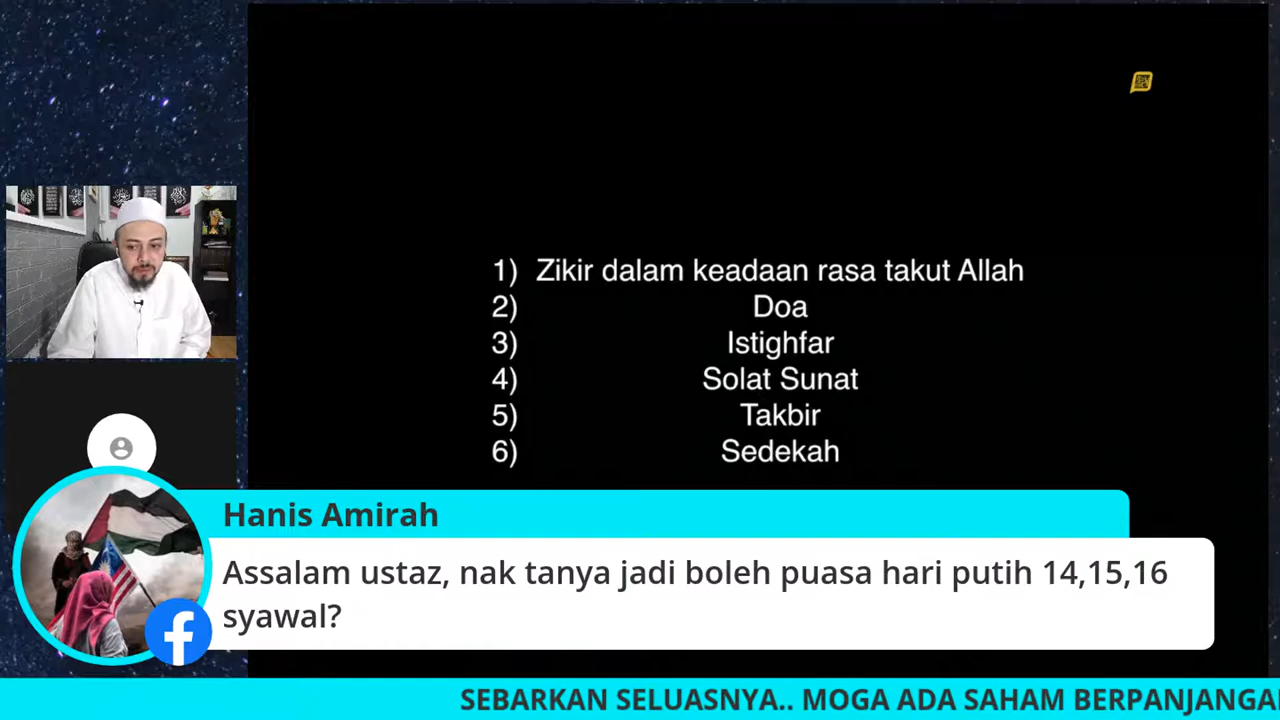 1) Zikir dalam keadaan rasa takut Allah
2) Doa
3) Istighfar
4) Solat Sunat
5) Takbir
6) Sedekah
Hanis Amirah
Assalam ustaz, nak tanya jadi boleh puasa hari putih 14,15,16
syawal?
SEBARKAN SELUASNYA.. MOGA ADA SAHAM BERPANJANGA